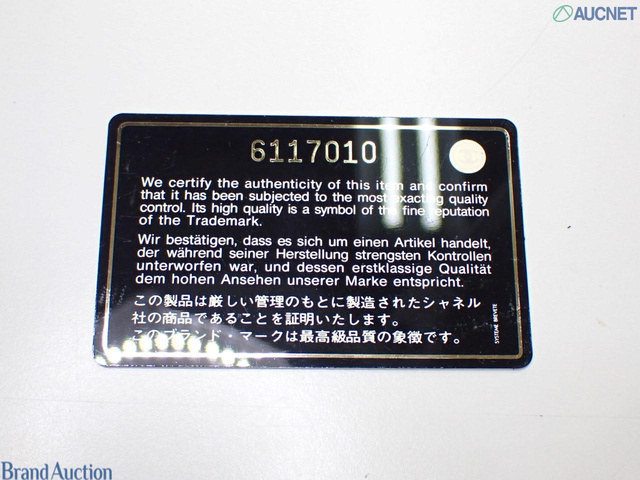 AUCNET
6117010
We certify the authenticity of this item and confirm
that it has been subjected to the most exacting quality
control. Its high quality is a symbol of the fine reputation
of the Trademark.
Wir bestätigen, dass es sich um einen Artikel handelt,
der während seiner Herstellung strengsten Kontrollen
unterworfen war, und dessen erstklassige Qualität
dem hohen Ansehen unserer Marke entspricht.
この製品は厳しい管理のもとに製造されたシャネル
社の商品であることを証明いたします。
このブランド・マークは最高級品質の象徴です。
SYSTEME BREVETE
Brand Auction